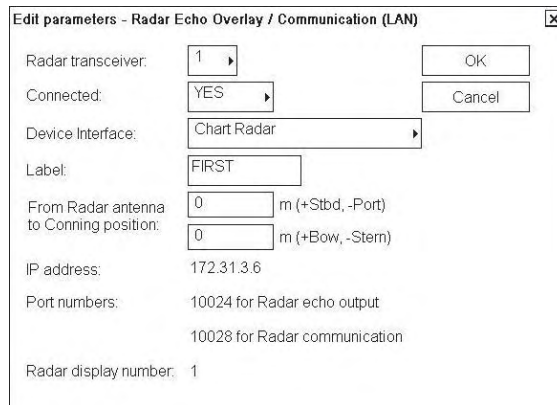 Edit parameters - Radar Echo Overlay / Communication (LAN)
Radar transceiver: 1 OK
Connected: YES Cancel
Device Interface: Chart Radar
Label: FIRST
From Radar antenna
to Conning position:
0 m (+Stbd, -Port)
0 m (+Bow, -Stern)
IP address: 172.31.3.6
Port numbers: 10024 for Radar echo output
10028 for Radar communication
Radar display number: 1